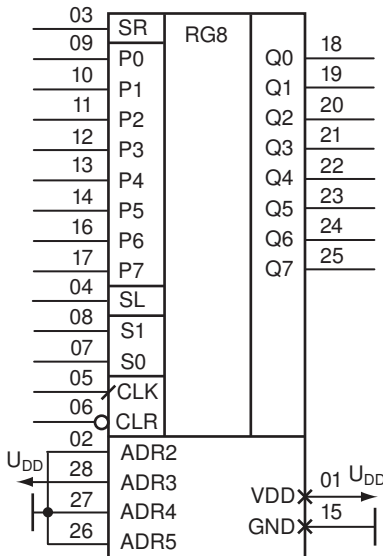 03 SR RG8
09 P0 Q0 18
10 P1 Q1 19
11 P2 Q2 20
12 P3 Q3 21
13 P4 Q4 22
14 P5 Q5 23
16 P6 Q6 24
17 P7 Q7 25
04 SL
08 S1
07 S0
05 CLK
06 CLR
02 ADR2
UDD 28 ADR3 VDD 01 UDD
27 ADR4 GND 15
26 ADR5